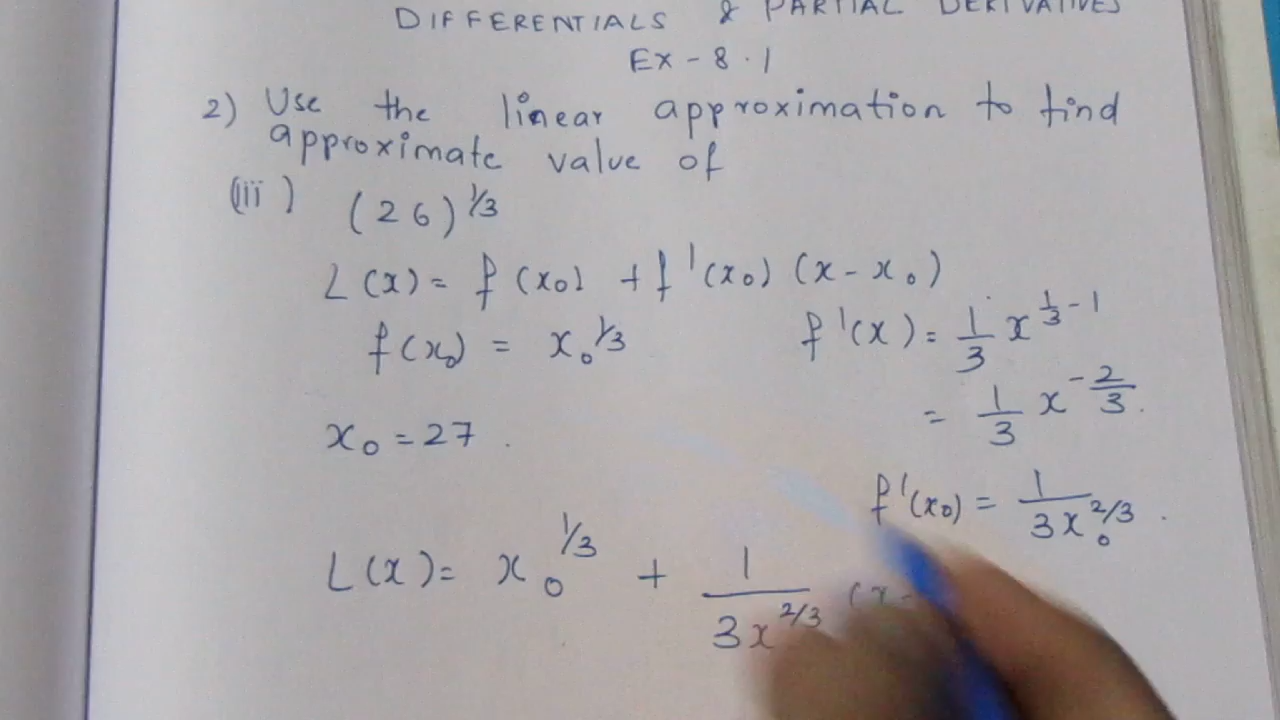 DIFFERENTIALS & PARTIAL DERIVATIVES
Ex - 8.1
2) Use the linear approximation to find
approximate value of
(iii) (26)^1/3
L(x) = f(x₀) + f'(x₀) (x - x₀)
f(x₀) = x₀^1/3
f'(x) = 1/3 x^(1/3 - 1)
= 1/3 x^(-2/3).
x₀ = 27.
f'(x₀) = 1/(3x₀^2/3).
L(x) = x₀^1/3 + 1/(3x^2/3) (x -